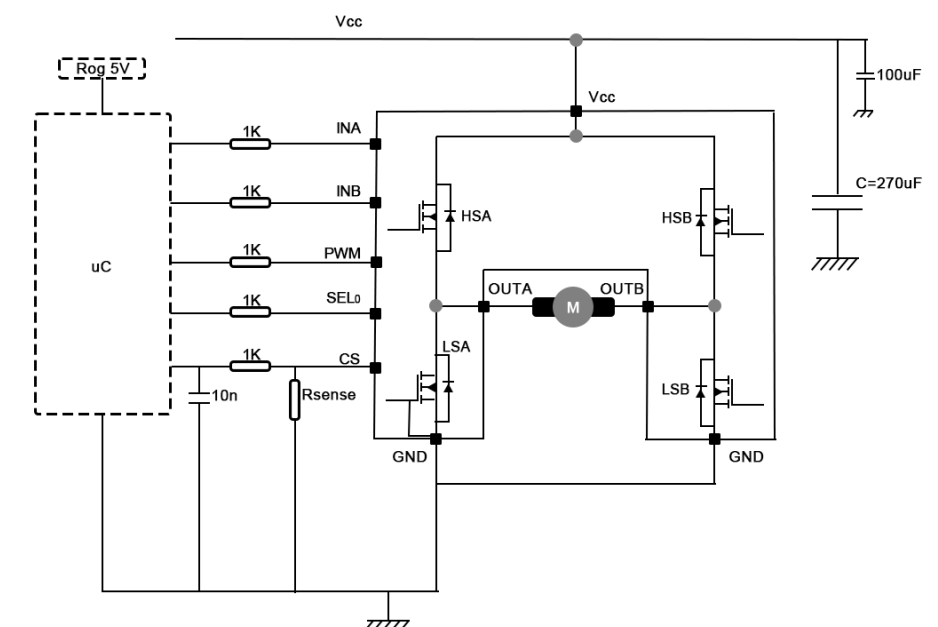 Vcc
Rog 5V
100uF
Vcc
1K
INA
C=270uF
1K
INB
HSA
HSB
uC
1K
PWM
1K
SEL0
OUTA
M
OUTB
1K
CS
LSA
10n
Rsense
LSB
GND
GND